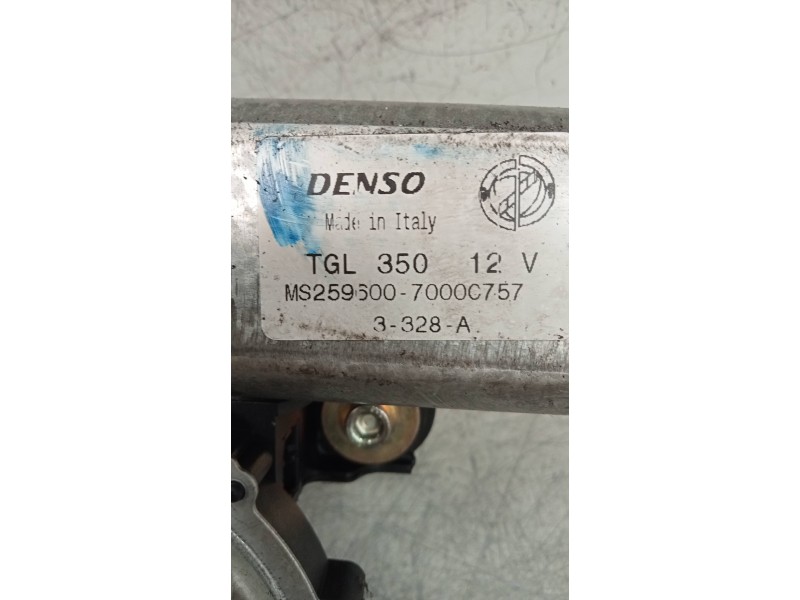 DENSO
Made in Italy
TGL 350 12 V
MS259600-7000C757
3-328-A